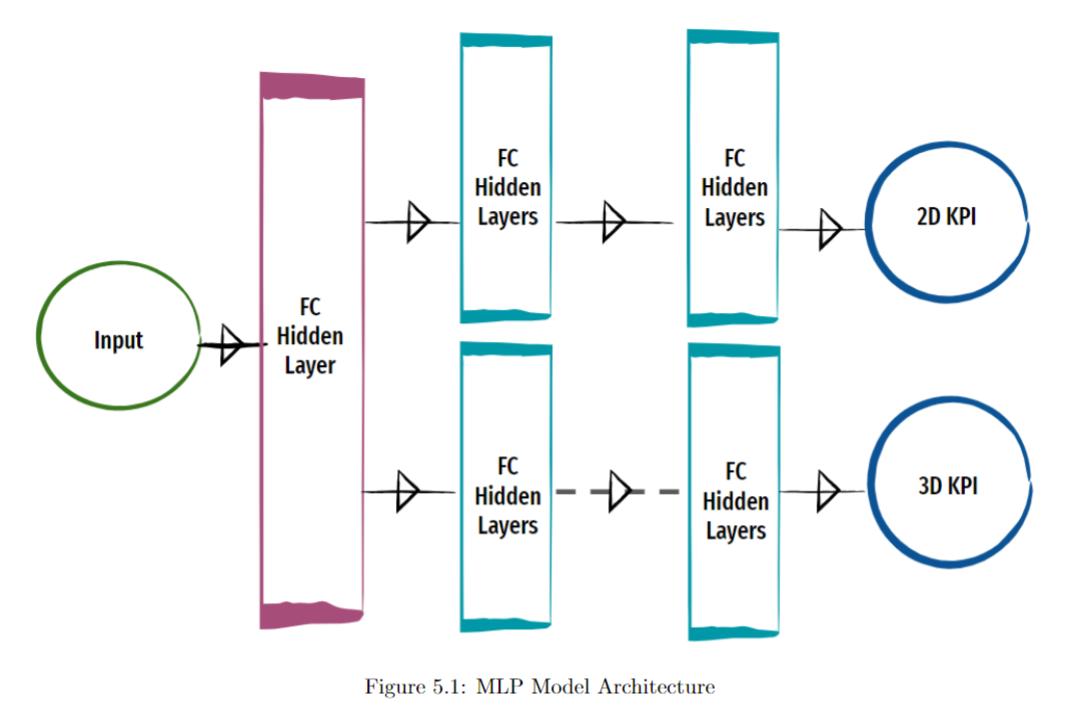 Input
FC
Hidden
Layer
FC
Hidden
Layers
FC
Hidden
Layers
2D KPI
FC
Hidden
Layers
FC
Hidden
Layers
3D KPI
Figure 5.1: MLP Model Architecture